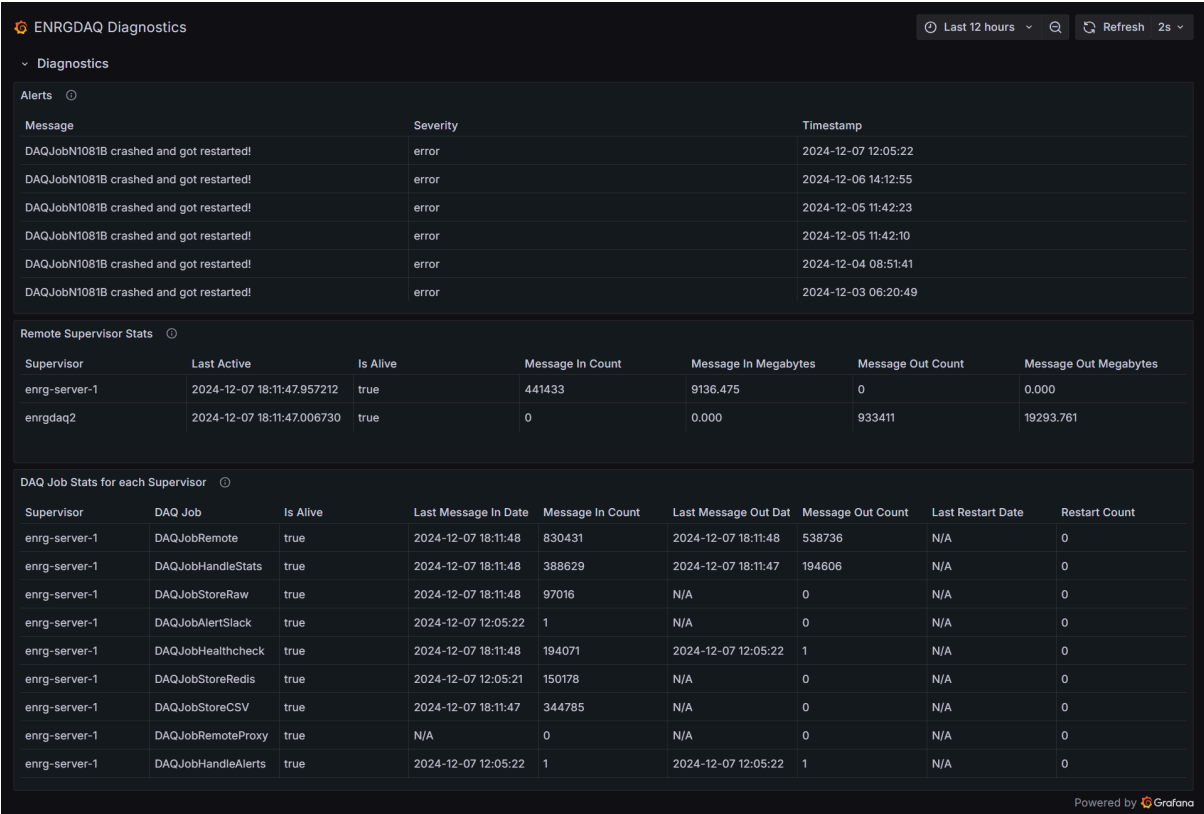 ENRGDAQ Diagnostics Last 12 hours Refresh 2s
Diagnostics
Alerts
Message Severity Timestamp
DAQJobN1081B crashed and got restarted! error 2024-12-07 12:05:22
DAQJobN1081B crashed and got restarted! error 2024-12-06 14:12:55
DAQJobN1081B crashed and got restarted! error 2024-12-05 11:42:23
DAQJobN1081B crashed and got restarted! error 2024-12-05 11:42:10
DAQJobN1081B crashed and got restarted! error 2024-12-04 08:51:41
DAQJobN1081B crashed and got restarted! error 2024-12-03 06:20:49
Remote Supervisor Stats
Supervisor Last Active Is Alive Message In Count Message In Megabytes Message Out Count Message Out Megabytes
enrg-server-1 2024-12-07 18:11:47.957212 true 441433 9136.475 0 0.000
enrgdaq2 2024-12-07 18:11:47.006730 true 0 0.000 933411 19293.761
DAQ Job Stats for each Supervisor
Supervisor DAQ Job Is Alive Last Message In Date Message In Count Last Message Out Dat Message Out Count Last Restart Date Restart Count
enrg-server-1 DAQJobRemote true 2024-12-07 18:11:48 830431 2024-12-07 18:11:48 538736 N/A 0
enrg-server-1 DAQJobHandleStats true 2024-12-07 18:11:48 388629 2024-12-07 18:11:47 194606 N/A 0
enrg-server-1 DAQJobStoreRaw true 2024-12-07 18:11:48 97016 N/A 0 N/A 0
enrg-server-1 DAQJobAlertSlack true 2024-12-07 12:05:22 1 N/A 0 N/A 0
enrg-server-1 DAQJobHealthcheck true 2024-12-07 18:11:48 194071 2024-12-07 12:05:22 1 N/A 0
enrg-server-1 DAQJobStoreRedis true 2024-12-07 12:05:21 150178 N/A 0 N/A 0
enrg-server-1 DAQJobStoreCSV true 2024-12-07 18:11:47 344785 N/A 0 N/A 0
enrg-server-1 DAQJobRemoteProxy true N/A 0 N/A 0 N/A 0
enrg-server-1 DAQJobHandleAlerts true 2024-12-07 12:05:22 1 2024-12-07 12:05:22 1 N/A 0
Powered by Grafana